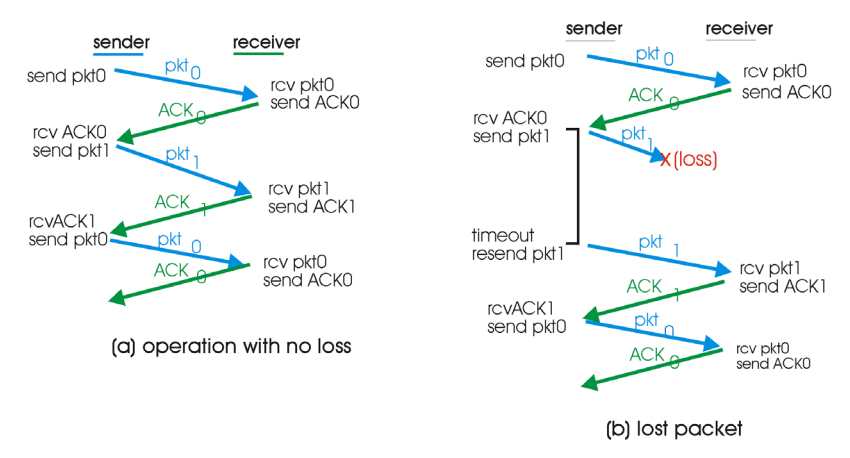 sender
receiver
send pkt0
pkt0
rcv pkt0
send ACK0
ACK0
rcv ACK0
send pkt1
pkt1
rcv pkt1
send ACK1
ACK1
rcvACK1
send pkt0
pkt0
rcv pkt0
send ACK0
ACK0
(a) operation with no loss
sender
receiver
send pkt0
pkt0
rcv pkt0
send ACK0
ACK0
rcv ACK0
send pkt1
pkt1
X(loss)
timeout
resend pkt1
pkt1
rcv pkt1
send ACK1
ACK1
rcvACK1
send pkt0
pkt0
rcv pkt0
send ACK0
ACK0
(b) lost packet